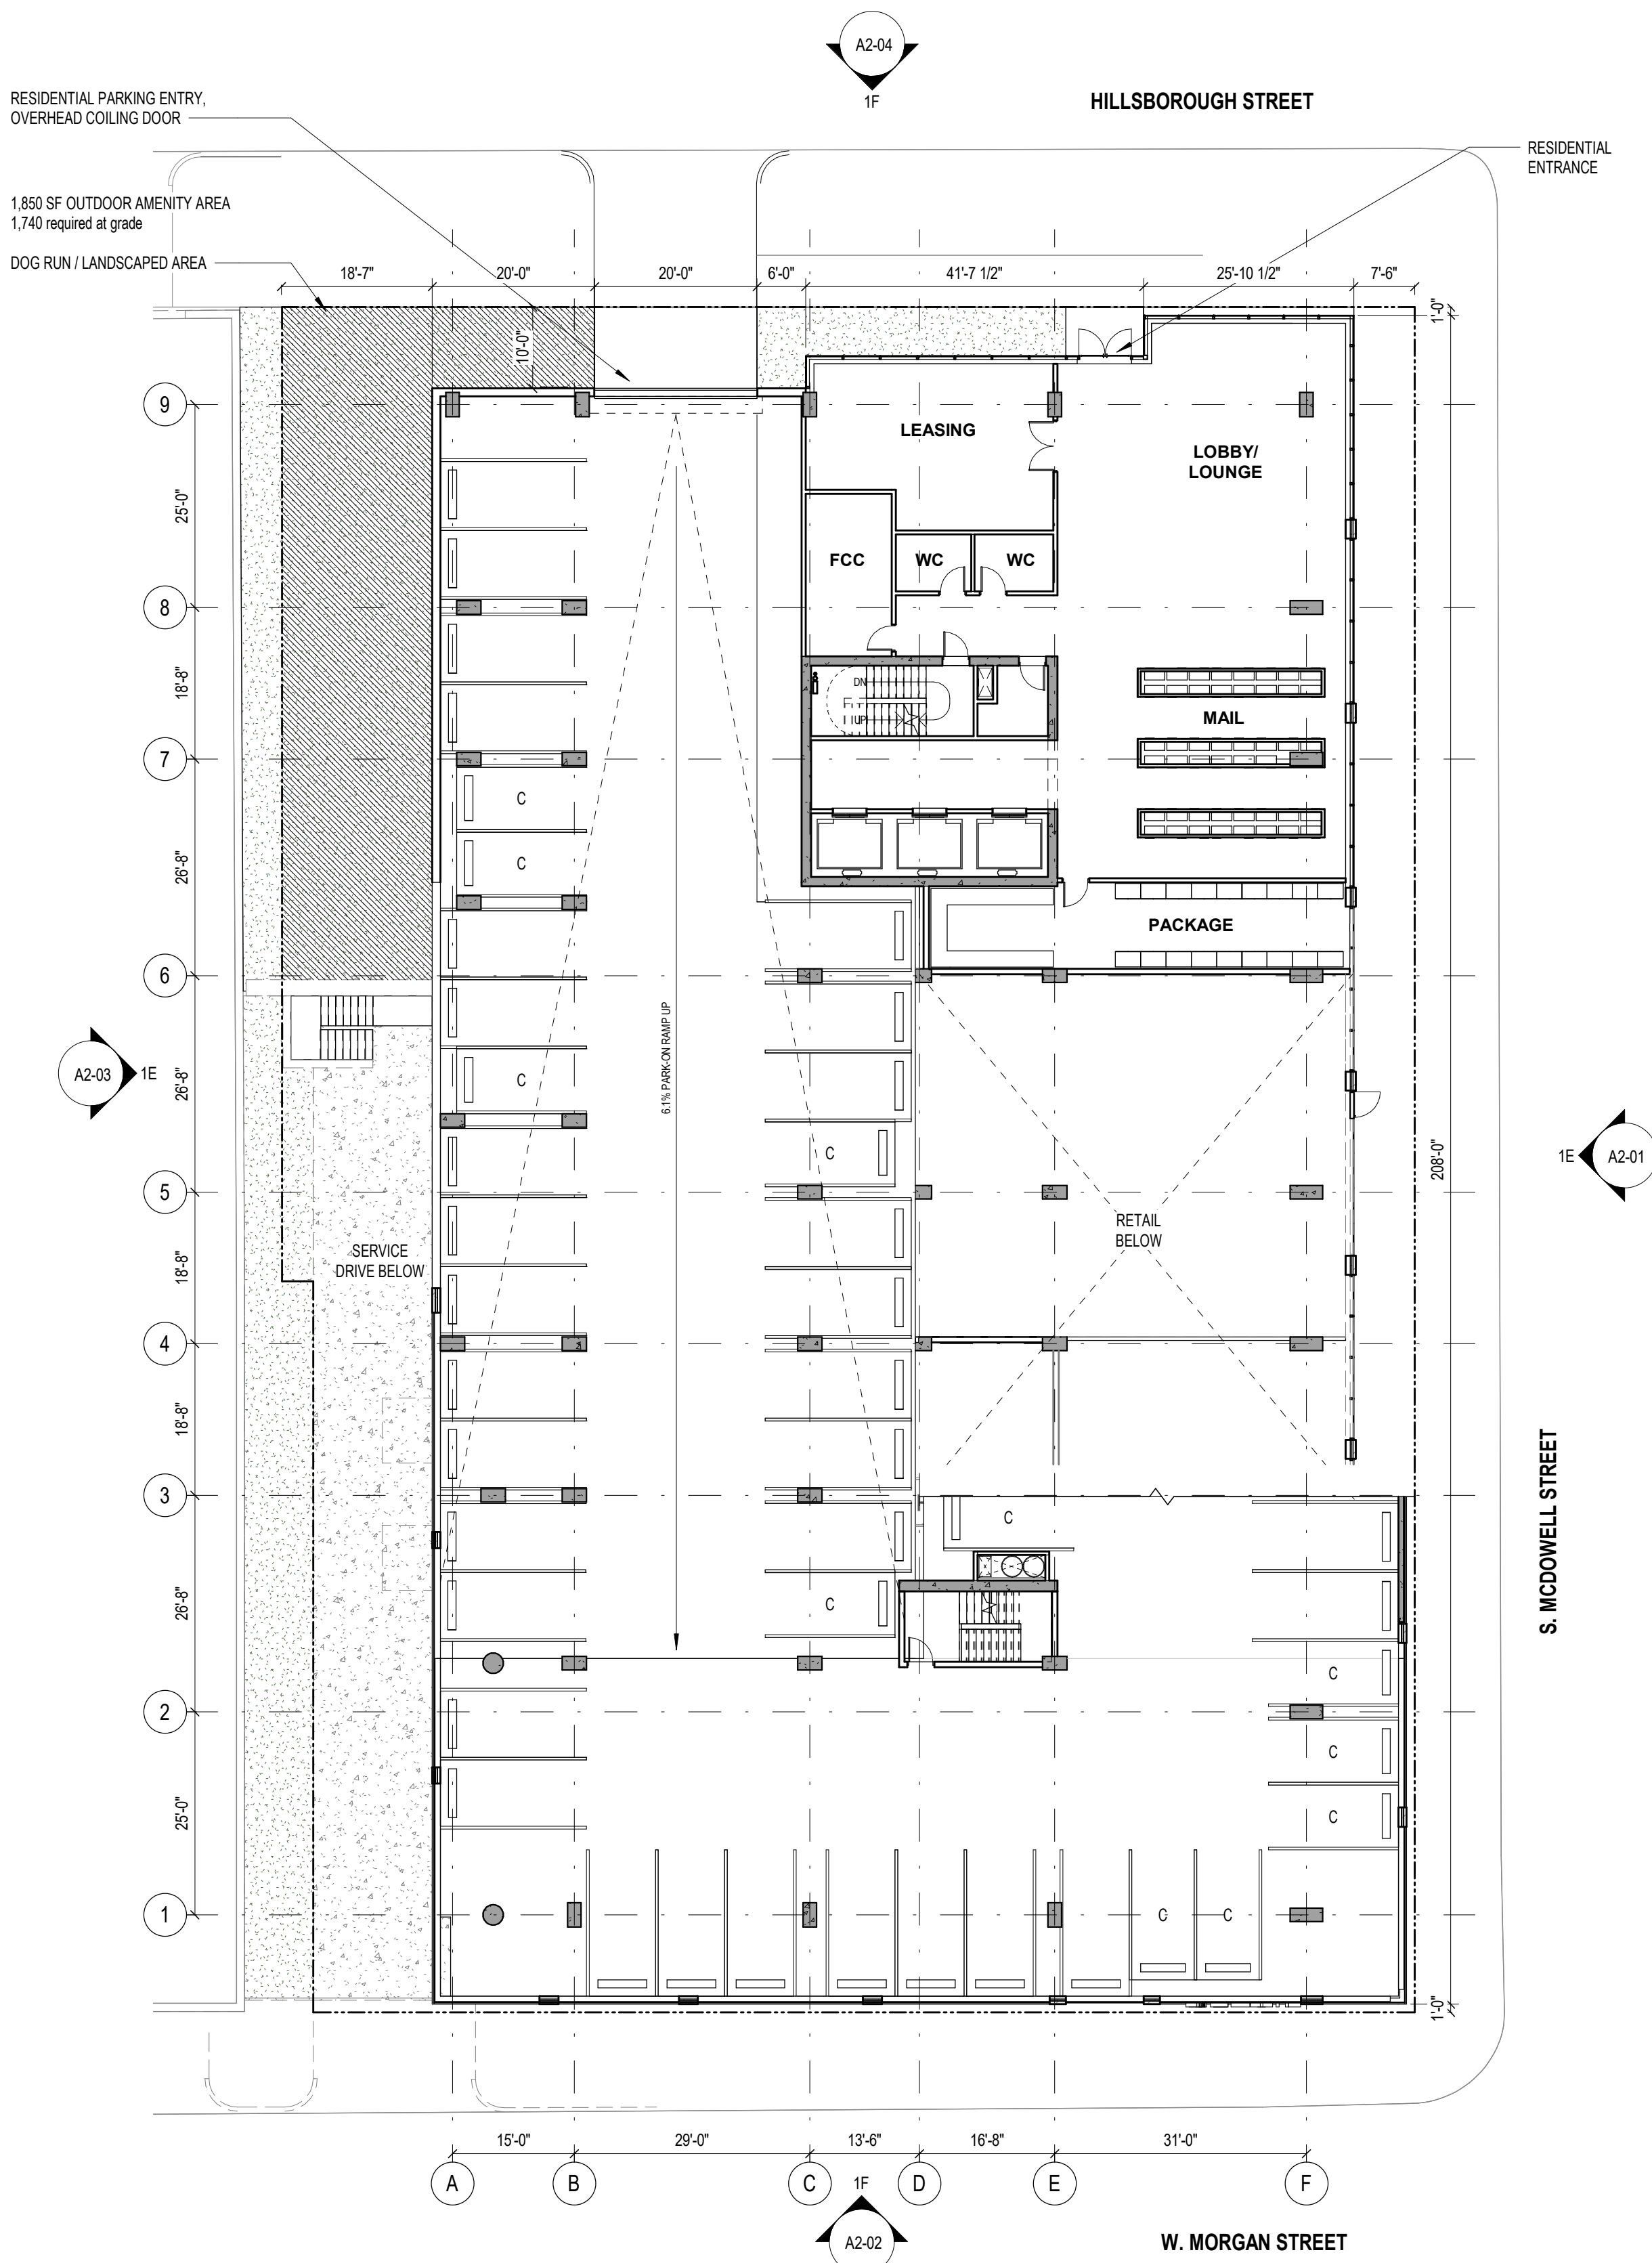 A2-04
1F
HILLSBOROUGH STREET
RESIDENTIAL PARKING ENTRY,
OVERHEAD COILING DOOR
RESIDENTIAL
ENTRANCE
1,850 SF OUTDOOR AMENITY AREA
1,740 required at grade
DOG RUN / LANDSCAPED AREA
18'-7"
20'-0"
20'-0"
6'-0"
41'-7 1/2"
25'-10 1/2"
7'-6"
1'-0"
10'-0"
9
LEASING
LOBBY/
LOUNGE
25'-0"
FCC
WC
WC
8
18'-8"
DN
UP
MAIL
7
C
26'-8"
C
PACKAGE
6
6.1% PARK-ON RAMP UP
A2-03
1E
26'-8"
C
C
208'-0"
1E
A2-01
5
RETAIL
BELOW
SERVICE
DRIVE BELOW
18'-8"
4
18'-8"
3
C
S. MCDOWELL STREET
26'-8"
C
C
2
C
25'-0"
C
1
C
C
1'-0"
15'-0"
29'-0"
13'-6"
16'-8"
31'-0"
A
B
C
D
E
F
1F
A2-02
W. MORGAN STREET